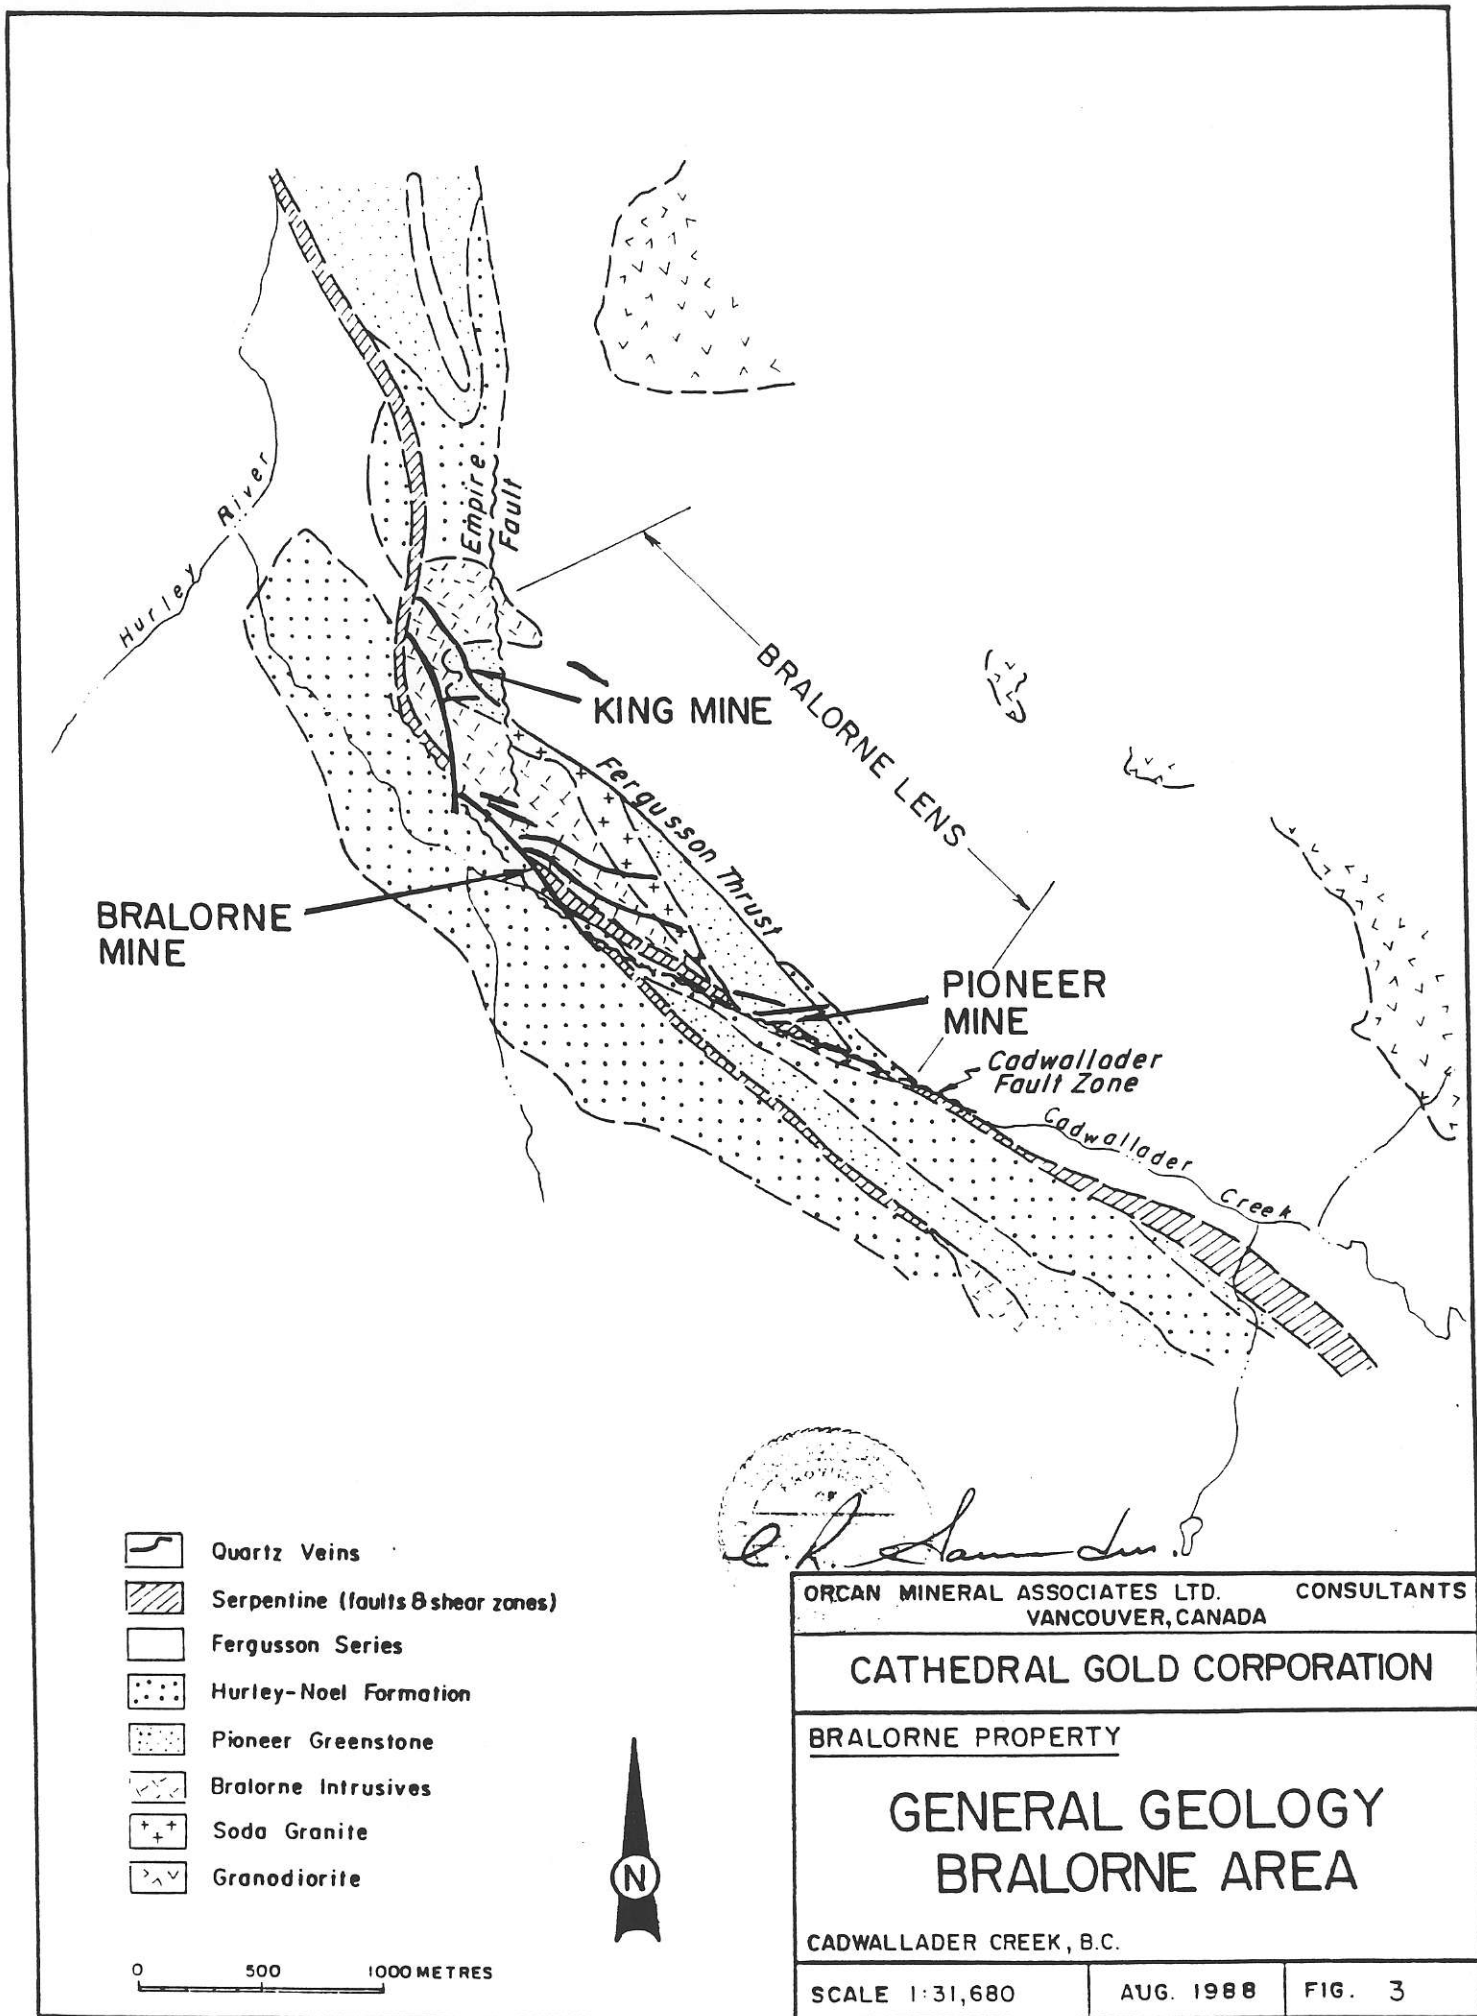 Hurley River
Empire
Fault
KING MINE
BRALORNE LENS
Fergusson Thrust
BRALORNE
MINE
PIONEER
MINE
Cadwallader
Fault Zone
Cadwallader Creek
Quartz Veins
Serpentine (faults & shear zones)
Fergusson Series
Hurley-Noel Formation
Pioneer Greenstone
Bralorne Intrusives
Soda Granite
Granodiorite
N
0 500 1000 METRES
ORCAN MINERAL ASSOCIATES LTD. CONSULTANTS
VANCOUVER, CANADA
CATHEDRAL GOLD CORPORATION
BRALORNE PROPERTY
GENERAL GEOLOGY
BRALORNE AREA
CADWALLADER CREEK, B.C.
SCALE 1:31,680 AUG. 1988 FIG. 3